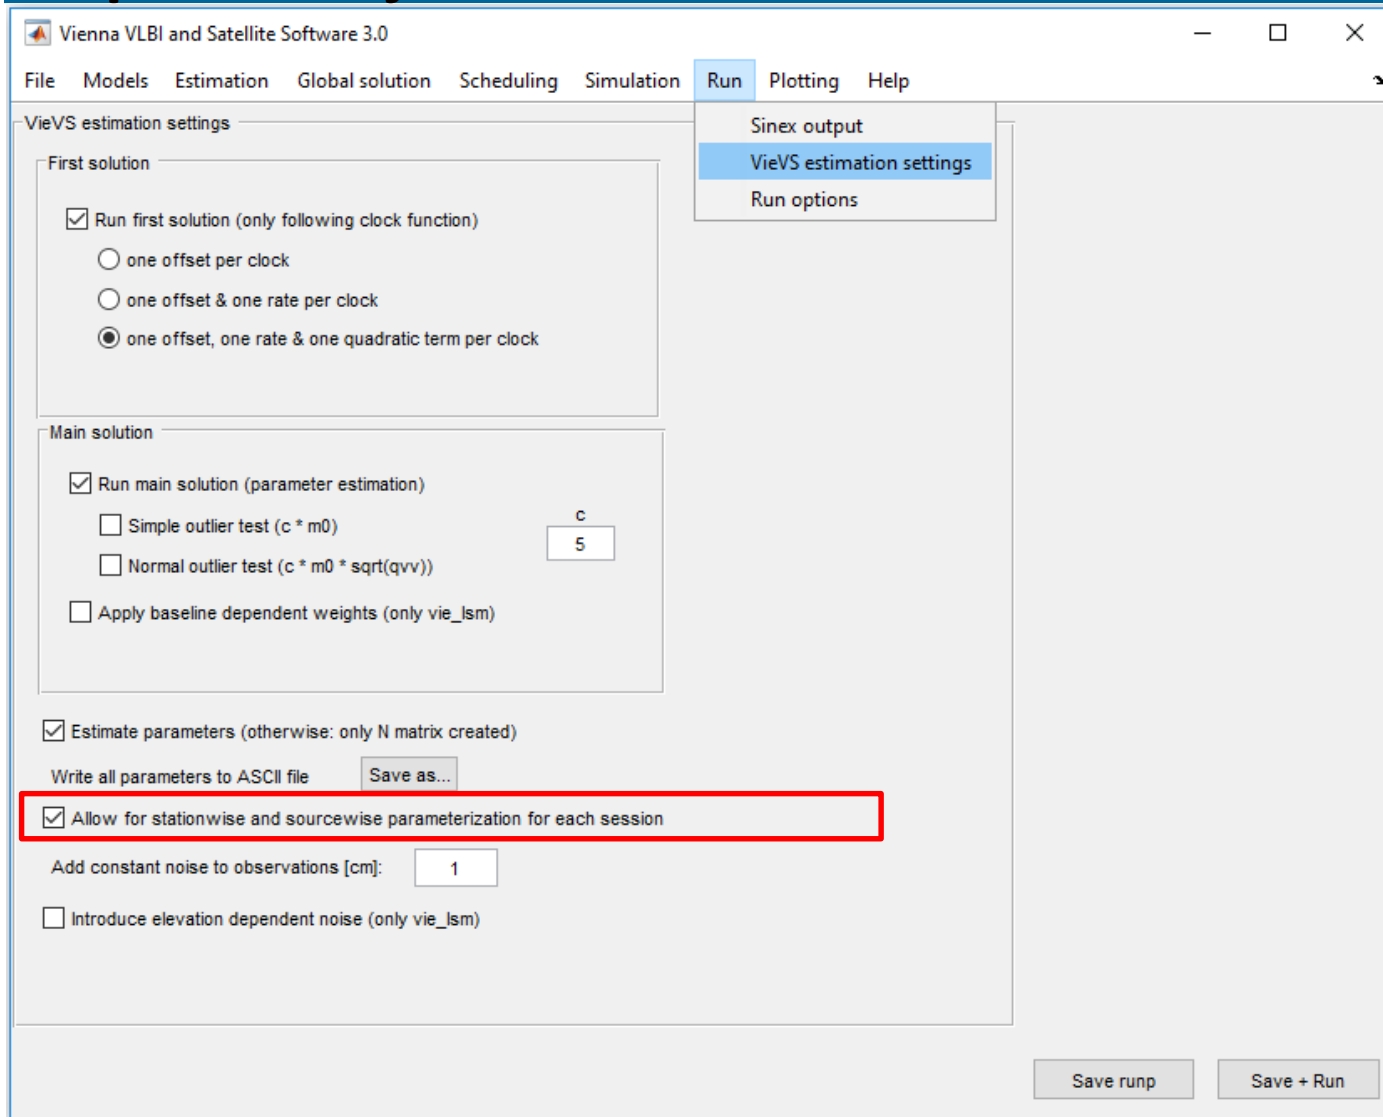 Vienna VLBI and Satellite Software 3.0
File Models Estimation Global solution Scheduling Simulation Run Plotting Help
Sinex output
VieVS estimation settings
Run options
VieVS estimation settings
First solution
Run first solution (only following clock function)
one offset per clock
one offset & one rate per clock
one offset, one rate & one quadratic term per clock
Main solution
Run main solution (parameter estimation)
Simple outlier test (c * m0)
c
5
Normal outlier test (c * m0 * sqrt(qvv))
Apply baseline dependent weights (only vie_lsm)
Estimate parameters (otherwise: only N matrix created)
Write all parameters to ASCII file Save as...
Allow for stationwise and sourcewise parameterization for each session
Add constant noise to observations [cm]: 1
Introduce elevation dependent noise (only vie_lsm)
Save runp Save + Run